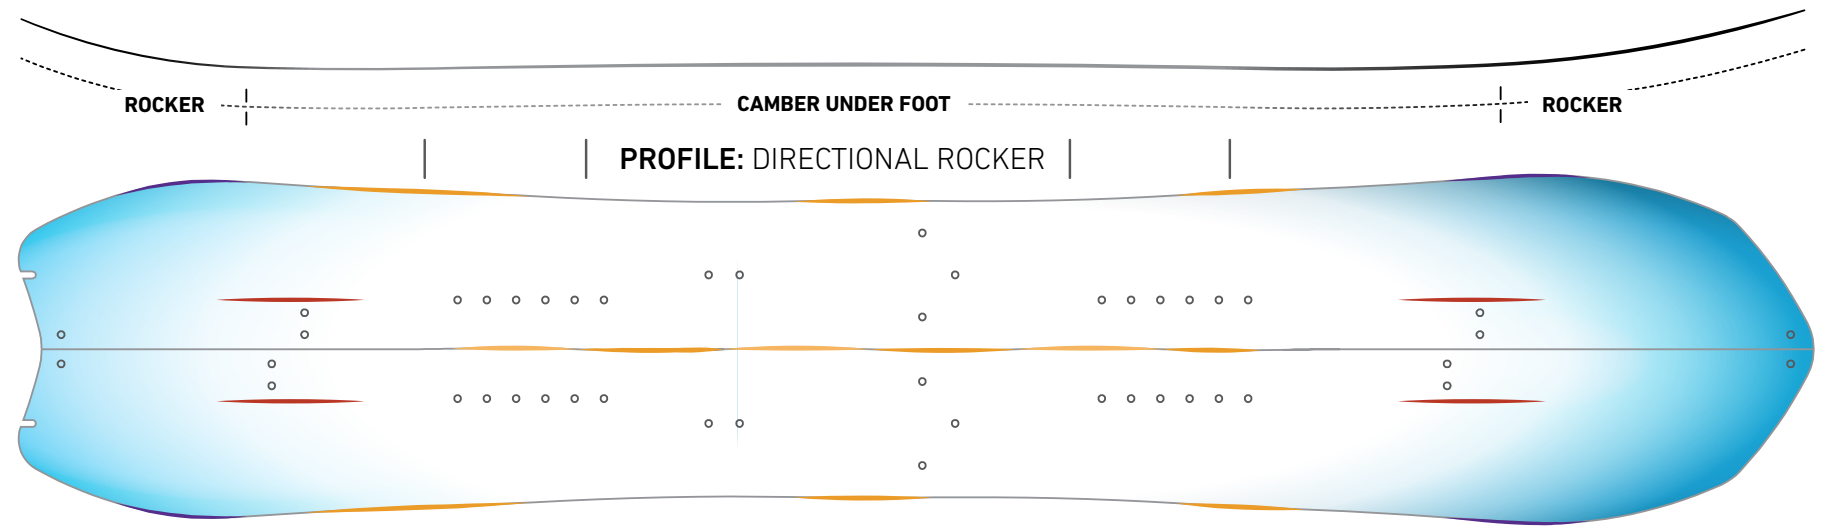 ROCKER
CAMBER UNDER FOOT
ROCKER
PROFILE: DIRECTIONAL ROCKER